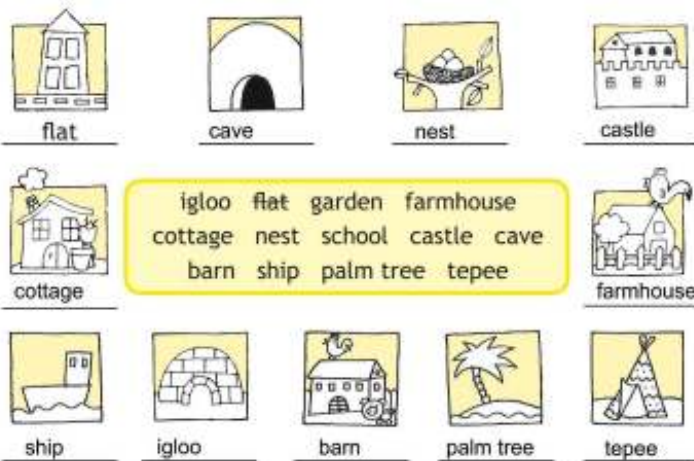 flat cave nest castle
igloo flat garden farmhouse
cottage nest school castle cave
barn ship palm tree tepee
cottage farmhouse
ship igloo barn palm tree tepee